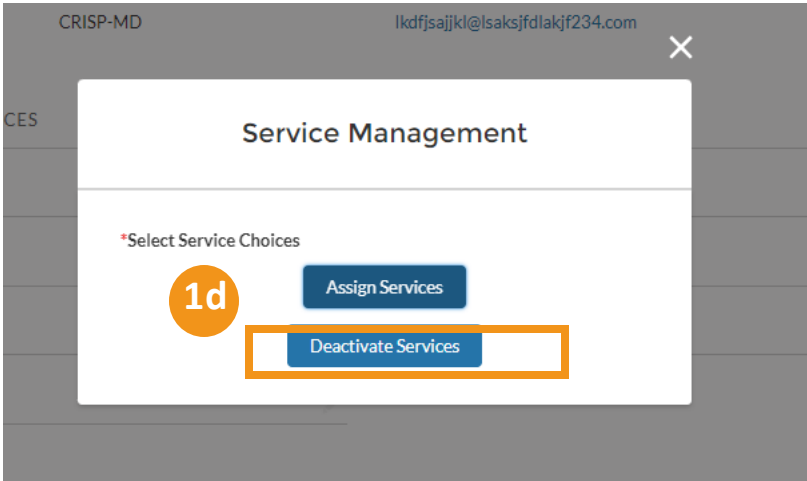 CRISP-MD
lkdfjsajjkl@lsaksjfdlakjf234.com
CES
Service Management
*Select Service Choices
Assign Services
1d
Deactivate Services